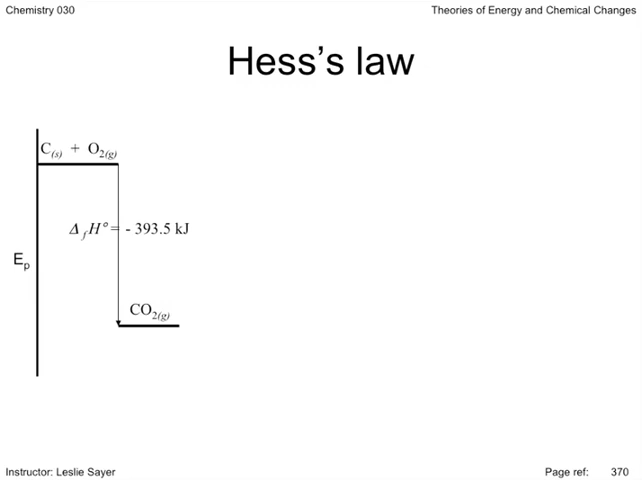 Chemistry 030
Theories of Energy and Chemical Changes
Hess's law
C(s) + O2(g)
ΔfH° = - 393.5 kJ
Ep
CO2(g)
Instructor: Leslie Sayer
Page ref: 370